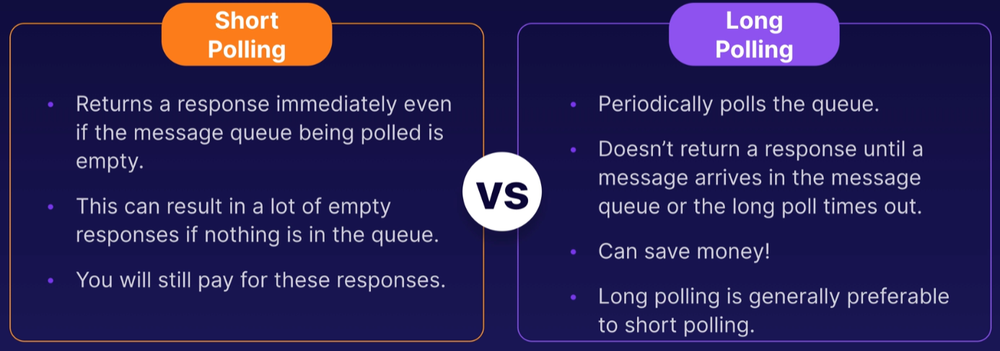 Short
Polling
• Returns a response immediately even
if the message queue being polled is
empty.
• This can result in a lot of empty
responses if nothing is in the queue.
• You will still pay for these responses.
vs
Long
Polling
• Periodically polls the queue.
• Doesn’t return a response until a
message arrives in the message
queue or the long poll times out.
• Can save money!
• Long polling is generally preferable
to short polling.